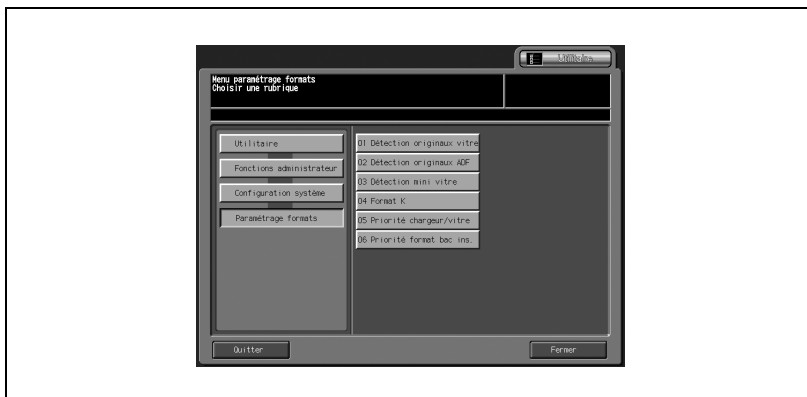 Utilitaire
Menu paramétrage formats
Choisir une rubrique
Utilitaire
Fonctions administrateur
Configuration système
Paramétrage formats
01 Détection originaux vitre
02 Détection originaux ADF
03 Détection mini vitre
04 Format K
05 Priorité chargeur/vitre
06 Priorité format bac ins.
Quitter
Fermer